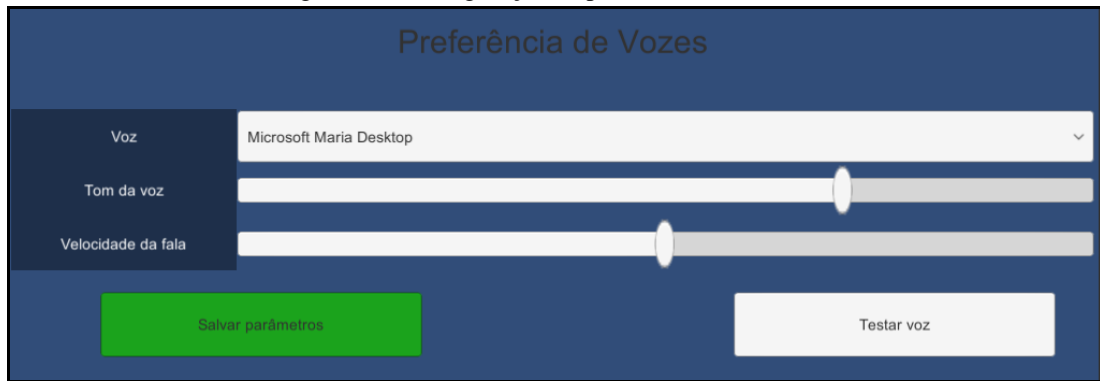 Preferência de Vozes
Voz
Microsoft Maria Desktop
Tom da voz
Velocidade da fala
Salvar parâmetros
Testar voz